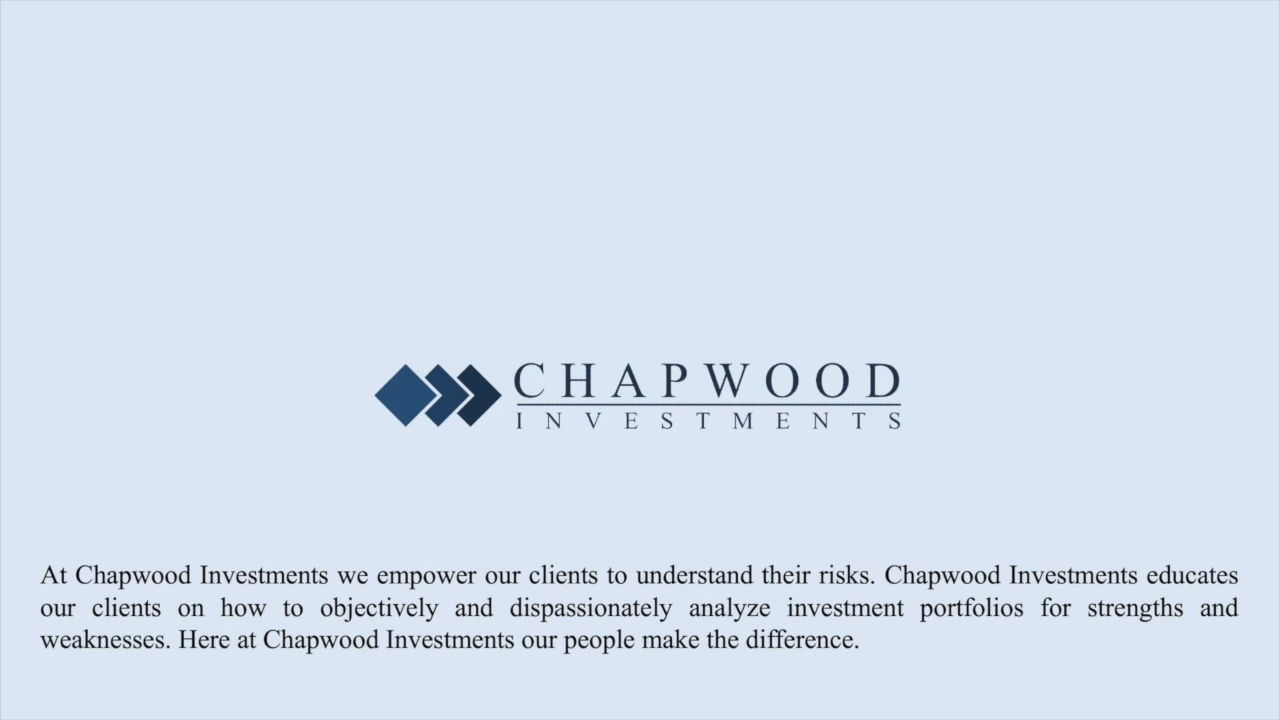 CHAPWOOD
INVESTMENTS
At Chapwood Investments we empower our clients to understand their risks. Chapwood Investments educates
our clients on how to objectively and dispassionately analyze investment portfolios for strengths and
weaknesses. Here at Chapwood Investments our people make the difference.